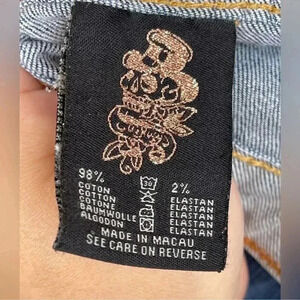 98% 2%
COTON ELASTAN
COTTON ELASTAN
COTONE ELASTAN
BAUMWOLLE ELASTAN
ALGODON ELASTAN
MADE IN MACAU
SEE CARE ON REVERSE